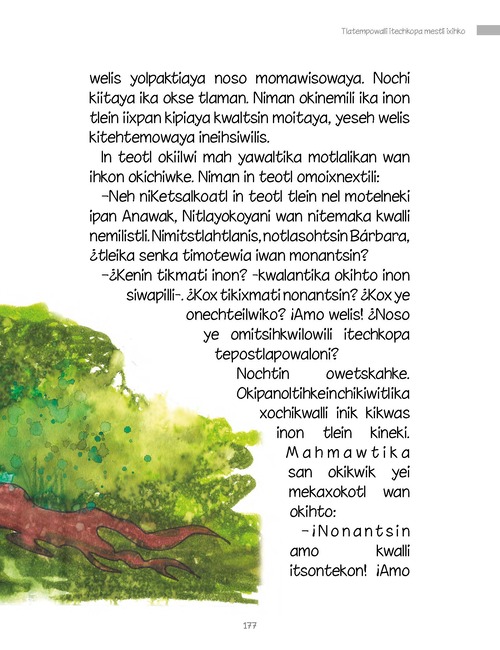 Tlatempowalli itechkopa mestli ixihko
welis yolpaktiaya noso momawisowaya. Nochi
kiitaya ika okse tlaman. Niman okinemili ika inon
tlein iixpan kipiaya kwaltsin moitaya, yeseh welis
kitehtemowaya ineihsiwilis.
In teotl okiilwi mah yawaltika motlalikan wan
ihkon okichiwke. Niman in teotl omoixnextili:
–Neh niKetsalkoatl in teotl tlein nel motelneki
ipan Anawak, Nitlayokoyani wan nitemaka kwalli
nemilistli. Nimitstlahtlanis, notlasohtsin Bárbara,
¿tleika senka timotewia iwan monantsin?
–¿Kenin tikmati inon? -kwalantika okihto inon
siwapilli-. ¿Kox tikixmati nonantsin? ¿Kox ye
onechteilwiko? ¡Amo welis! ¿Noso
ye omitsihkwilowili itechkopa
tepostlapowaloni?
Nochtin owetskahke.
Okipanoltihkeinchikiwitlika
xochikwalli inik kikwas
inon tlein kineki.
Mahmawtika
san okikwik yei
mekaxokotl wan
okihto:
–¡Nonantsin
amo kwalli
itsontekon! ¡Amo
177